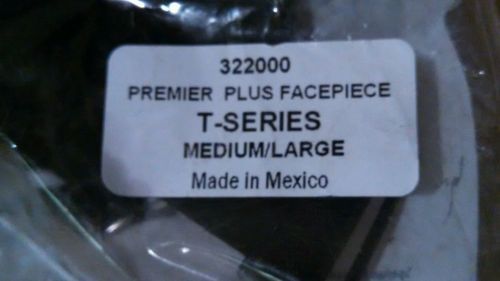 322000
PREMIER PLUS FACEPIECE
T-SERIES
MEDIUM/LARGE
Made in Mexico